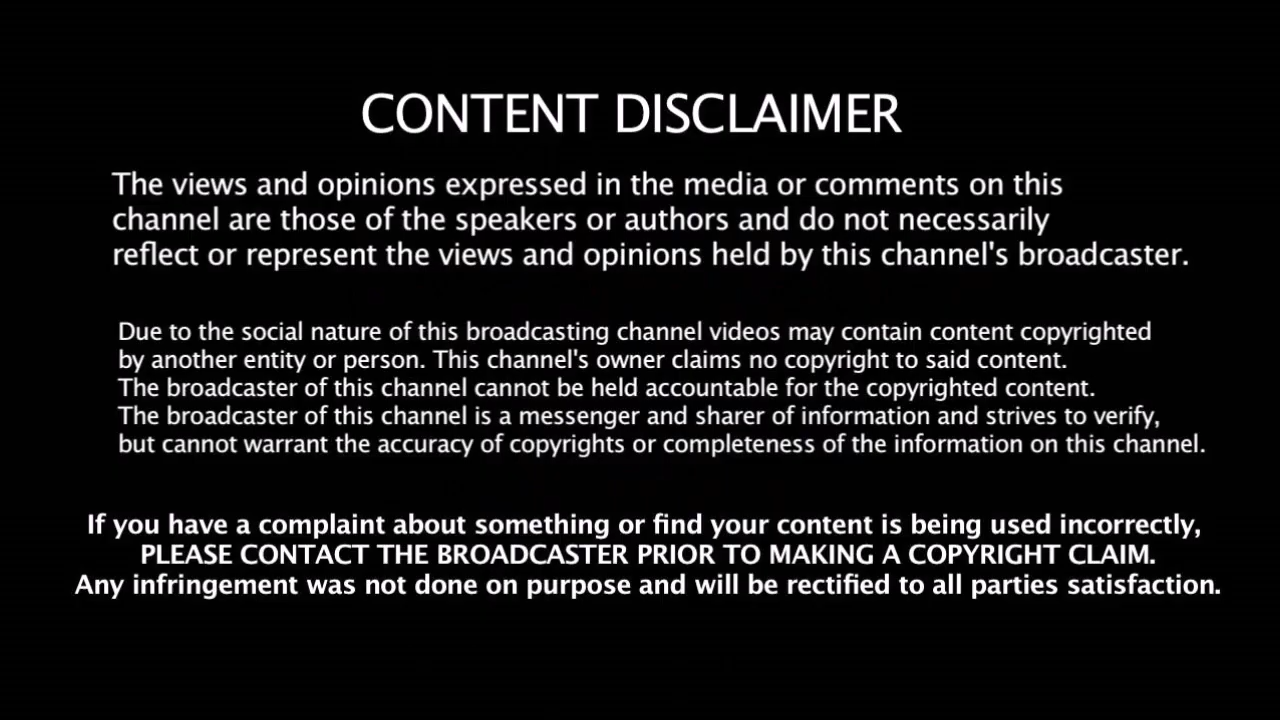 CONTENT DISCLAIMER
The views and opinions expressed in the media or comments on this
channel are those of the speakers or authors and do not necessarily
reflect or represent the views and opinions held by this channel's broadcaster.
Due to the social nature of this broadcasting channel videos may contain content copyrighted
by another entity or person. This channel's owner claims no copyright to said content.
The broadcaster of this channel cannot be held accountable for the copyrighted content.
The broadcaster of this channel is a messenger and sharer of information and strives to verify,
but cannot warrant the accuracy of copyrights or completeness of the information on this channel.
If you have a complaint about something or find your content is being used incorrectly,
PLEASE CONTACT THE BROADCASTER PRIOR TO MAKING A COPYRIGHT CLAIM.
Any infringement was not done on purpose and will be rectified to all parties satisfaction.